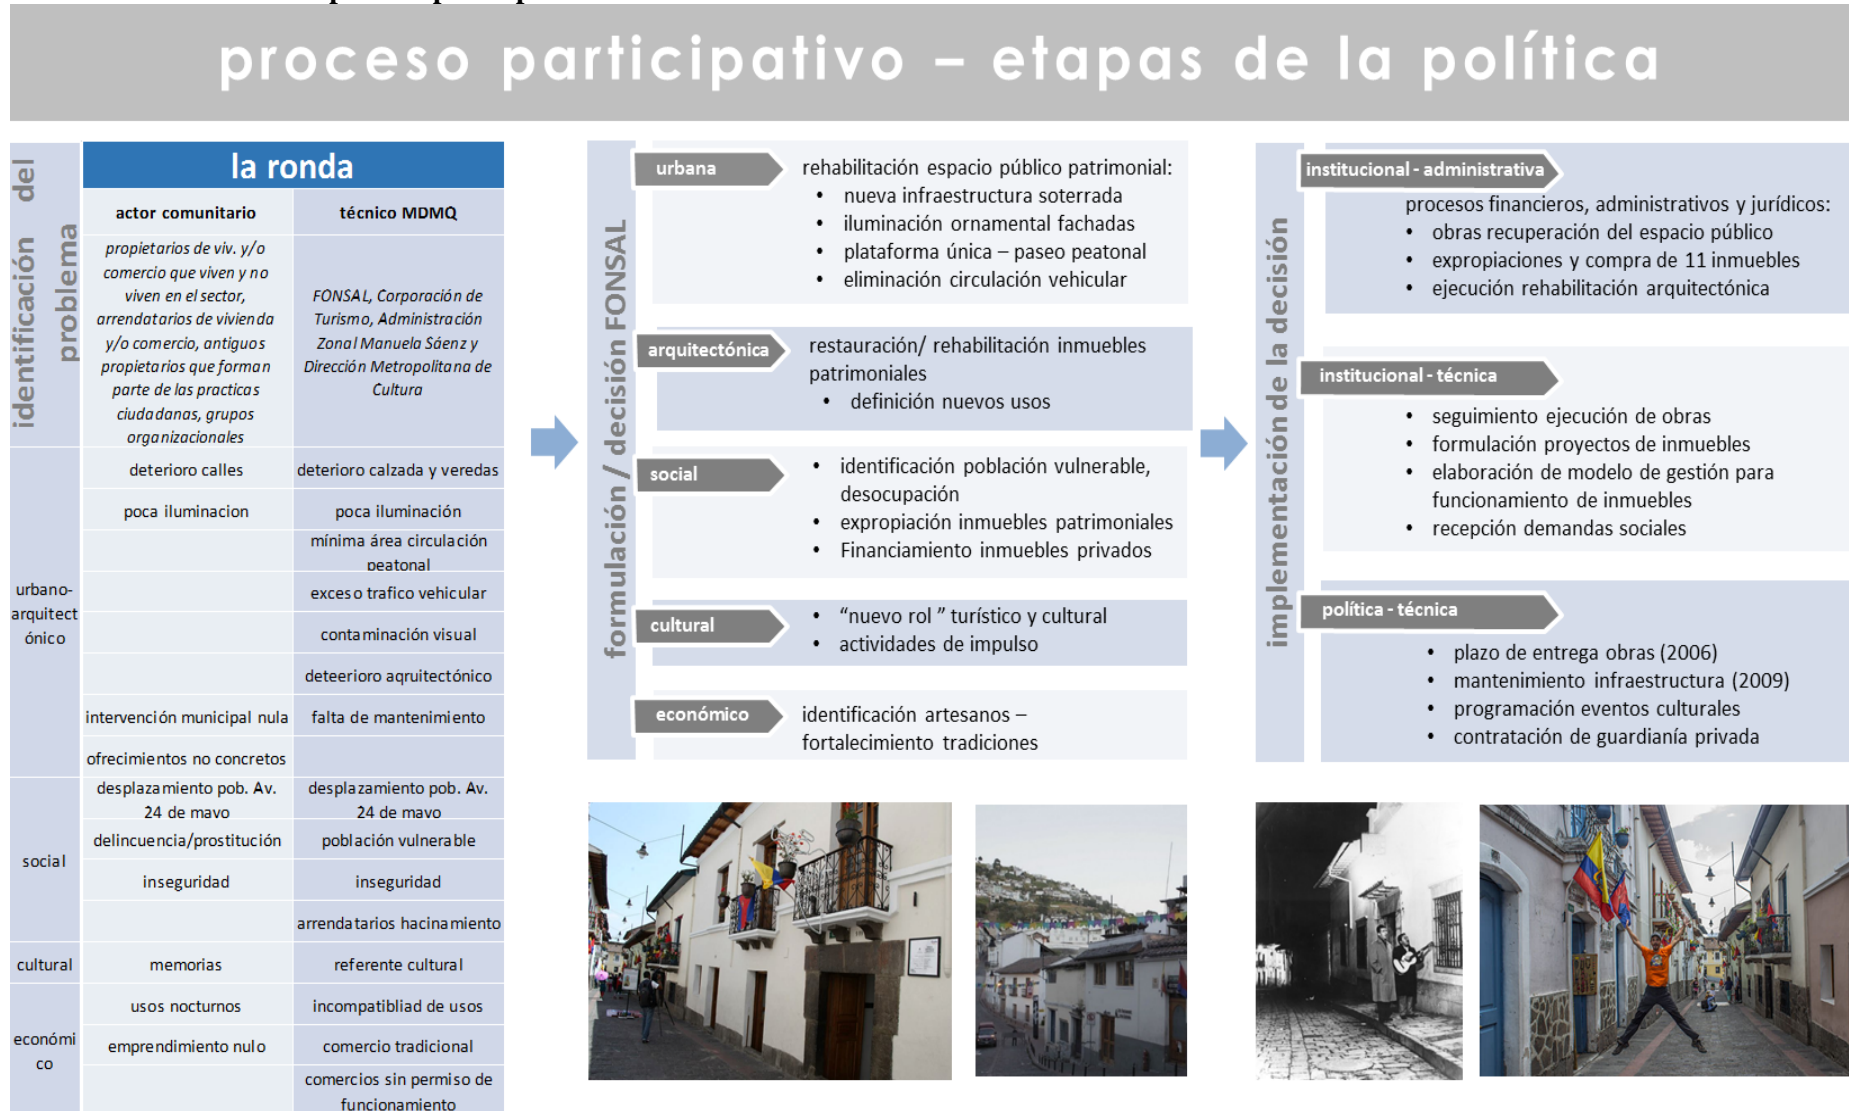 proceso participativo – etapas de la política
identificación del
problema
la ronda
actor comunitario
técnico MDMQ
propietarios de viv. y/o
comercio que viven y no
viven en el sector,
arrendatarios de vivienda
y/o comercio, antiguos
propietarios que forman
parte de las practicas
ciudadanas, grupos
organizacionales
FONSAL, Corporación de
Turismo, Administración
Zonal Manuela Sáenz y
Dirección Metropolitana de
Cultura
urbano-
arquitect
ónico
deterioro calles
deterioro calzada y veredas
poca iluminacion
poca iluminación
mínima área circulación
peatonal
exceso trafico vehicular
contaminación visual
deteerioro aqruitectónico
intervención municipal nula
falta de mantenimiento
ofrecimientos no concretos
social
desplazamiento pob. Av.
24 de mayo
desplazamiento pob. Av.
24 de mayo
delincuencia/prostitución
población vulnerable
inseguridad
inseguridad
arrendatarios hacinamiento
cultural
memorias
referente cultural
económi
co
usos nocturnos
incompatibliad de usos
emprendimiento nulo
comercio tradicional
comercios sin permiso de
funcionamiento
formulación / decisión FONSAL
urbana
rehabilitación espacio público patrimonial:
• nueva infraestructura soterrada
• iluminación ornamental fachadas
• plataforma única – paseo peatonal
• eliminación circulación vehicular
arquitectónica
restauración/ rehabilitación inmuebles
patrimoniales
• definición nuevos usos
social
• identificación población vulnerable,
desocupación
• expropiación inmuebles patrimoniales
• Financiamiento inmuebles privados
cultural
• “nuevo rol ” turístico y cultural
• actividades de impulso
económico
identificación artesanos –
fortalecimiento tradiciones
implementación de la decisión
institucional - administrativa
procesos financieros, administrativos y jurídicos:
• obras recuperación del espacio público
• expropiaciones y compra de 11 inmuebles
• ejecución rehabilitación arquitectónica
institucional - técnica
• seguimiento ejecución de obras
• formulación proyectos de inmuebles
• elaboración de modelo de gestión para
funcionamiento de inmuebles
• recepción demandas sociales
política - técnica
• plazo de entrega obras (2006)
• mantenimiento infraestructura (2009)
• programación eventos culturales
• contratación de guardianía privada